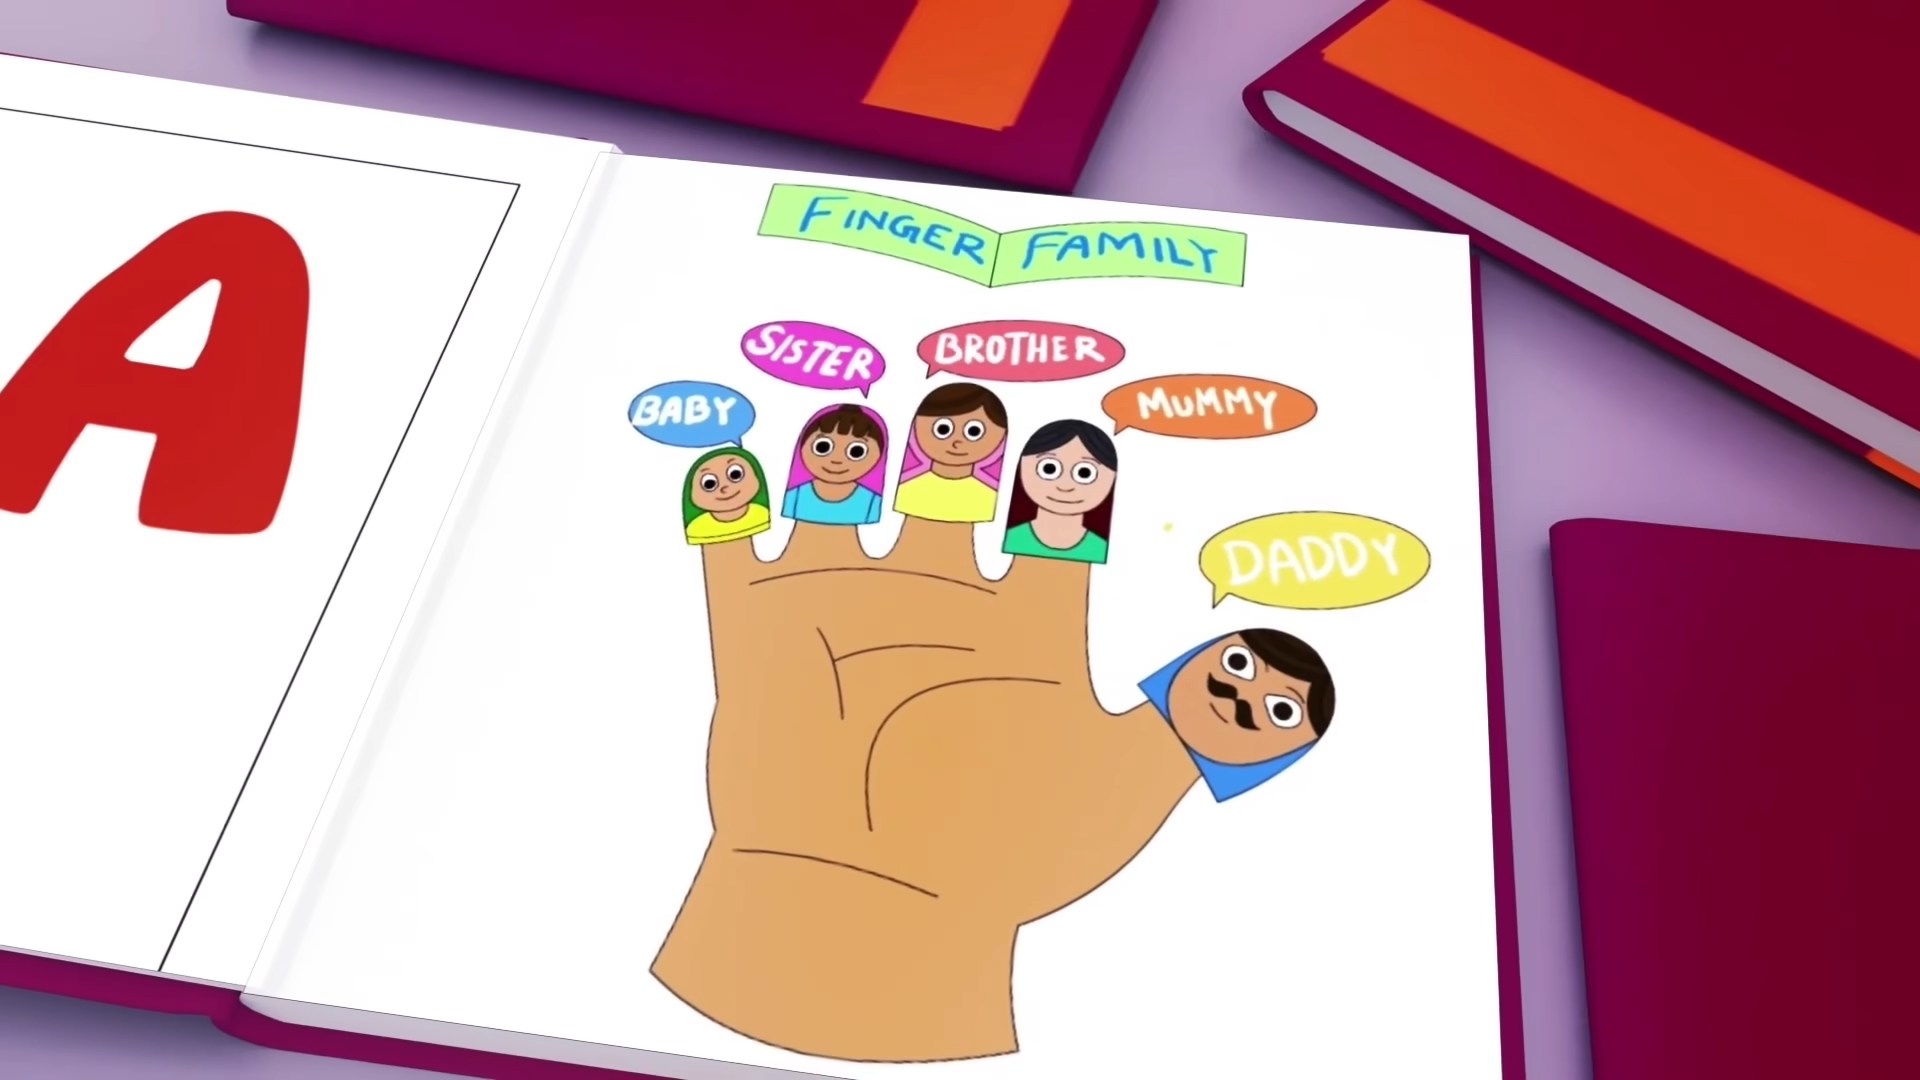 A
FINGER FAMILY
SISTER
BROTHER
BABY
MUMMY
DADDY